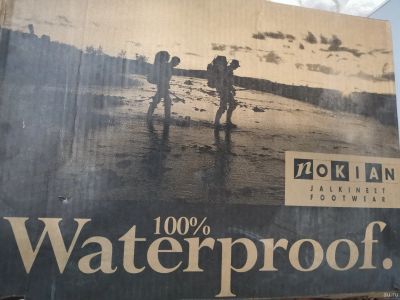 nOKIAN
JALKINEET
FOOTWEAR
100%
Waterproof.